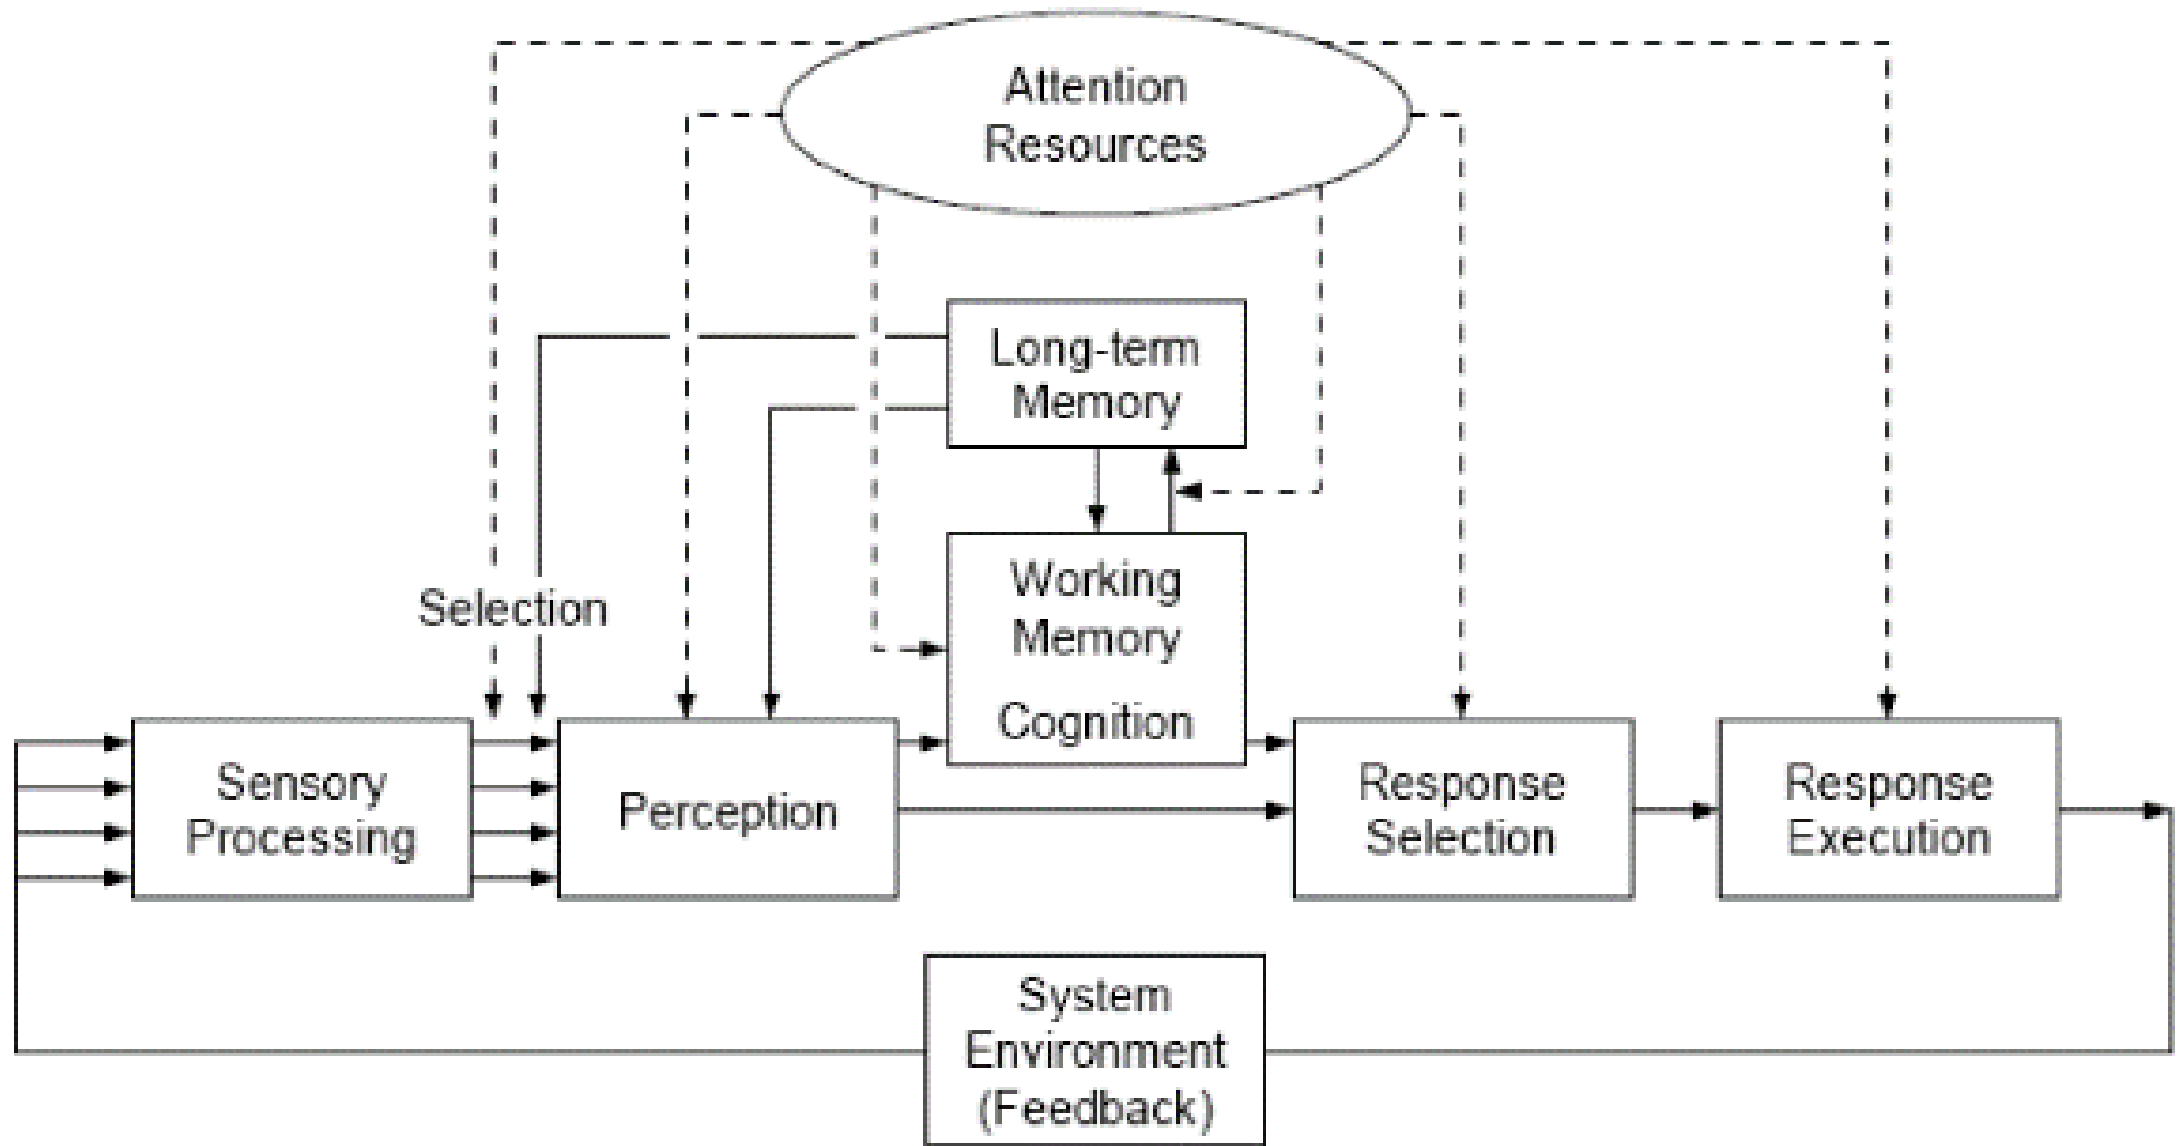 Attention
Resources
Long-term
Memory
Working
Memory
Cognition
Selection
Sensory
Processing
Perception
Response
Selection
Response
Execution
System
Environment
(Feedback)